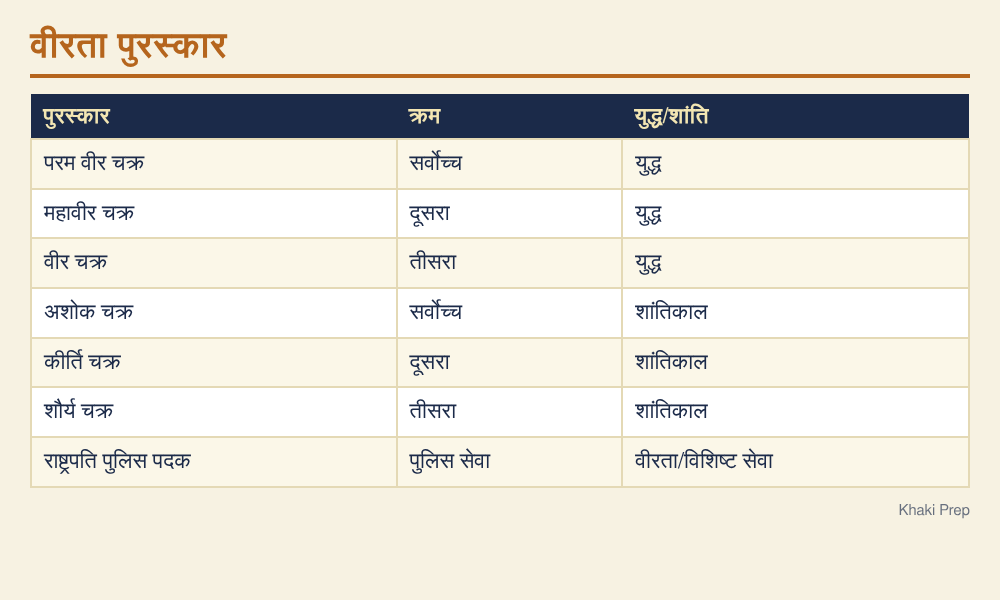 वीरता पुरस्कार
पुरस्कार क्रम युद्ध/शांति
परम वीर चक्र सर्वोच्च युद्ध
महावीर चक्र दूसरा युद्ध
वीर चक्र तीसरा युद्ध
अशोक चक्र सर्वोच्च शांतिकाल
कीर्ति चक्र दूसरा शांतिकाल
शौर्य चक्र तीसरा शांतिकाल
राष्ट्रपति पुलिस पदक पुलिस सेवा वीरता/विशिष्ट सेवा
Khaki Prep